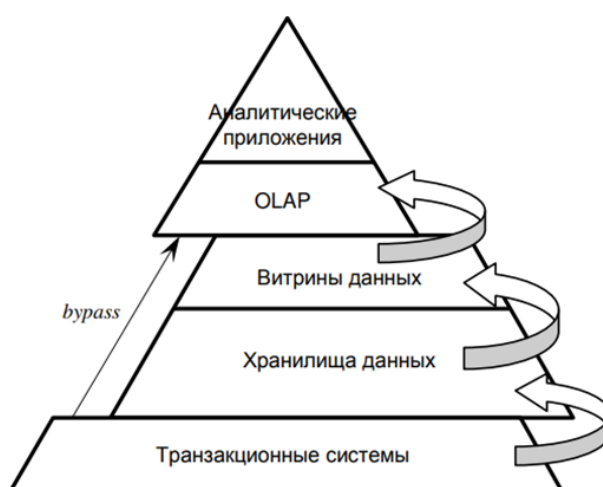 Аналитические
приложения
OLAP
Витрины данных
bypass
Хранилища данных
Транзакционные системы